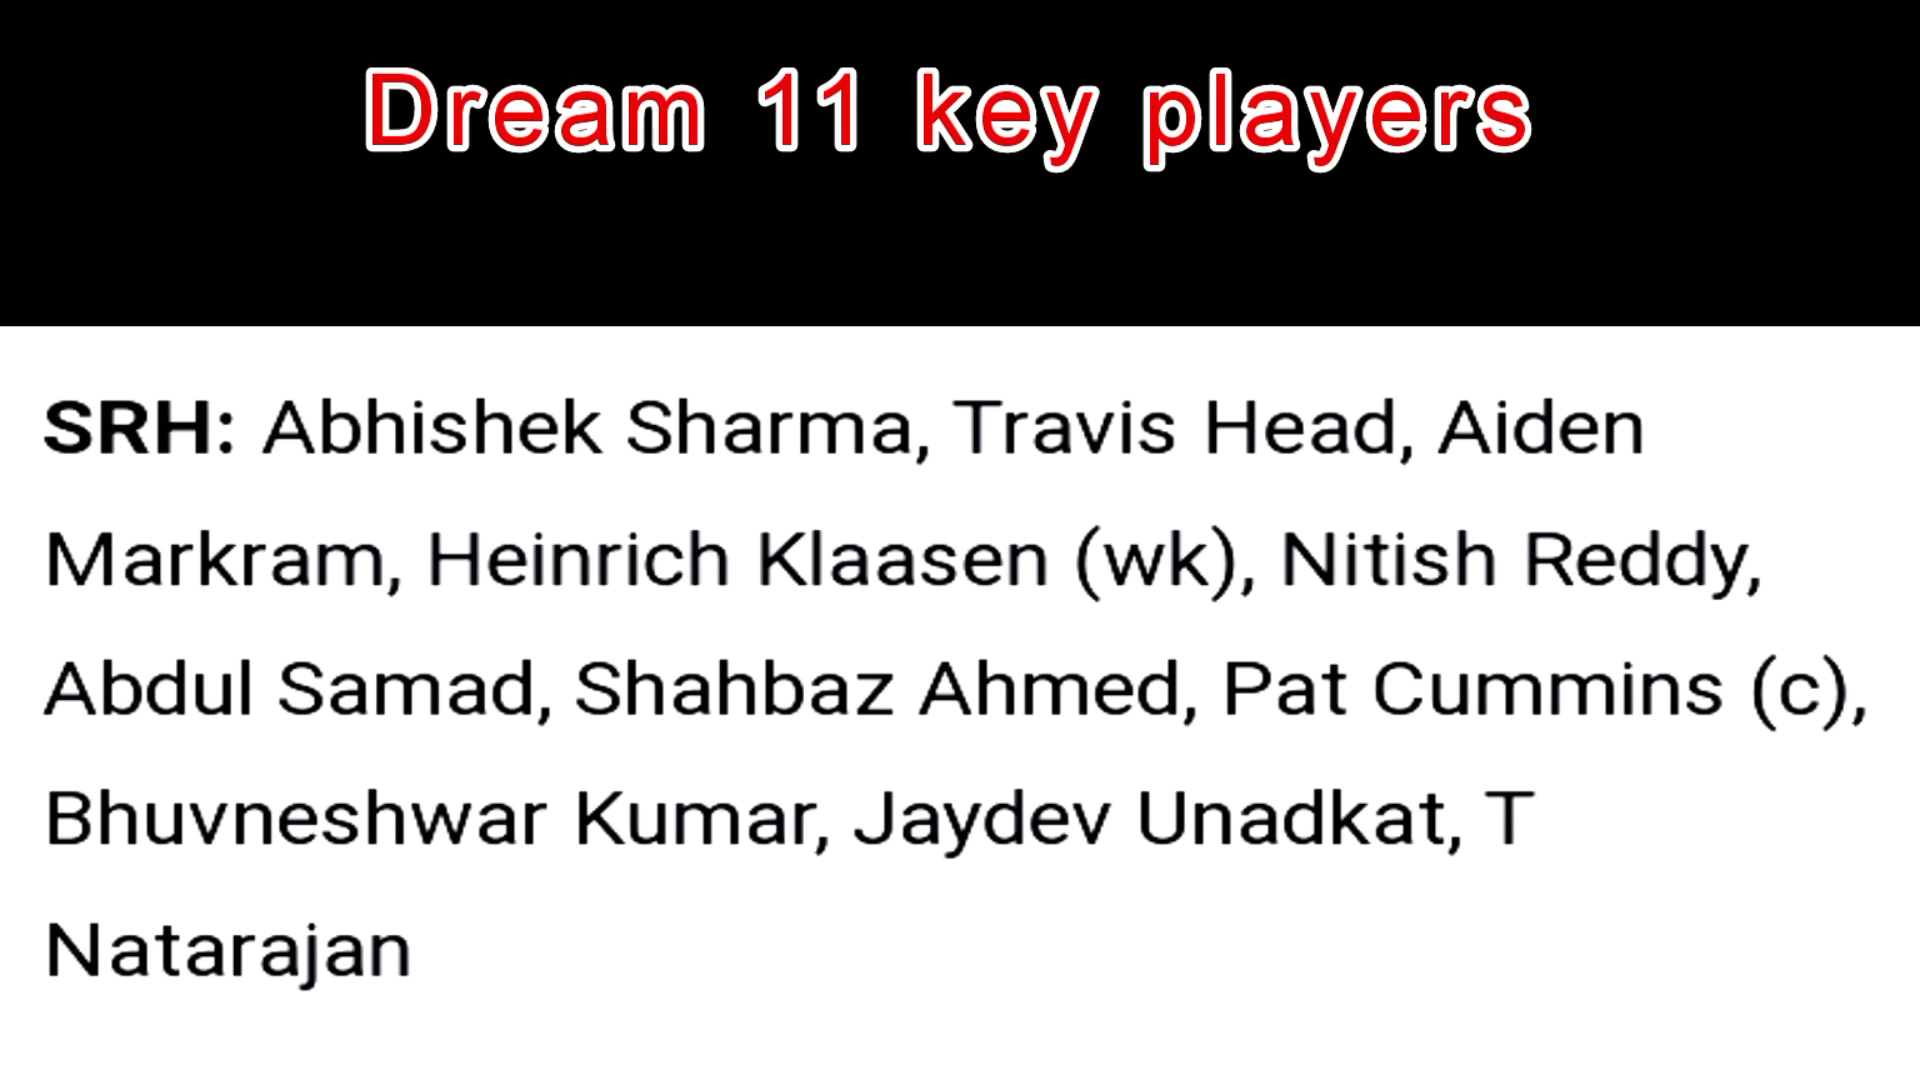 Dream 11 key players
SRH: Abhishek Sharma, Travis Head, Aiden
Markram, Heinrich Klaasen (wk), Nitish Reddy,
Abdul Samad, Shahbaz Ahmed, Pat Cummins (c),
Bhuvneshwar Kumar, Jaydev Unadkat, T
Natarajan